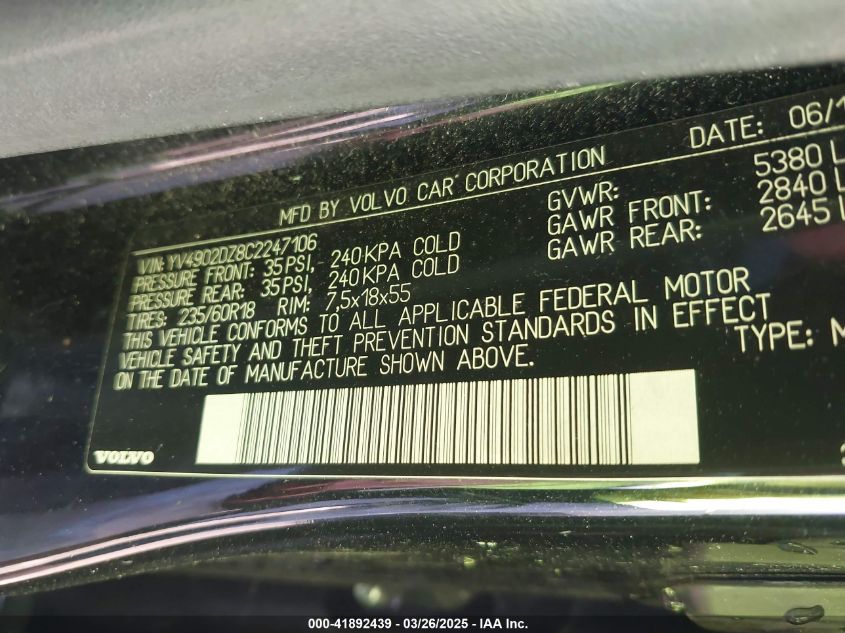 DATE: 06/1
MFD BY VOLVO CAR CORPORATION
GVWR: 5380 L
GAWR FRONT: 2840 L
GAWR REAR: 2645 L
VIN: YV4902DZ8C2247106
PRESSURE FRONT: 35PSI, 240KPA COLD
PRESSURE REAR: 35PSI, 240KPA COLD
TIRES: 235/60R18 RIM: 7,5x18x55
THIS VEHICLE CONFORMS TO ALL APPLICABLE FEDERAL MOTOR
VEHICLE SAFETY AND THEFT PREVENTION STANDARDS IN EFFECT
ON THE DATE OF MANUFACTURE SHOWN ABOVE.
TYPE: M
VOLVO
000-41892439 - 03/26/2025 - IAA Inc.